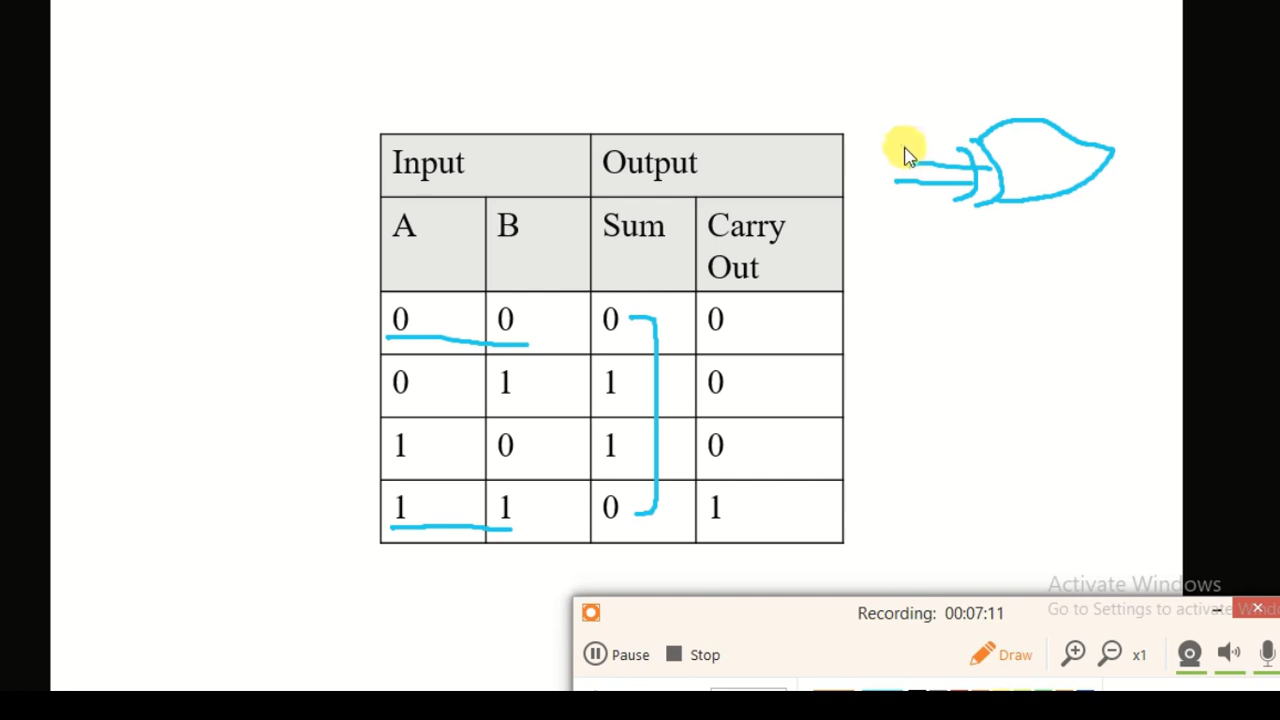 Input Output
A B Sum Carry Out
0 0 0 0
0 1 1 0
1 0 1 0
1 1 0 1
Activate Windows
Go to Settings to activate
Recording: 00:07:11
Pause Stop Draw x1